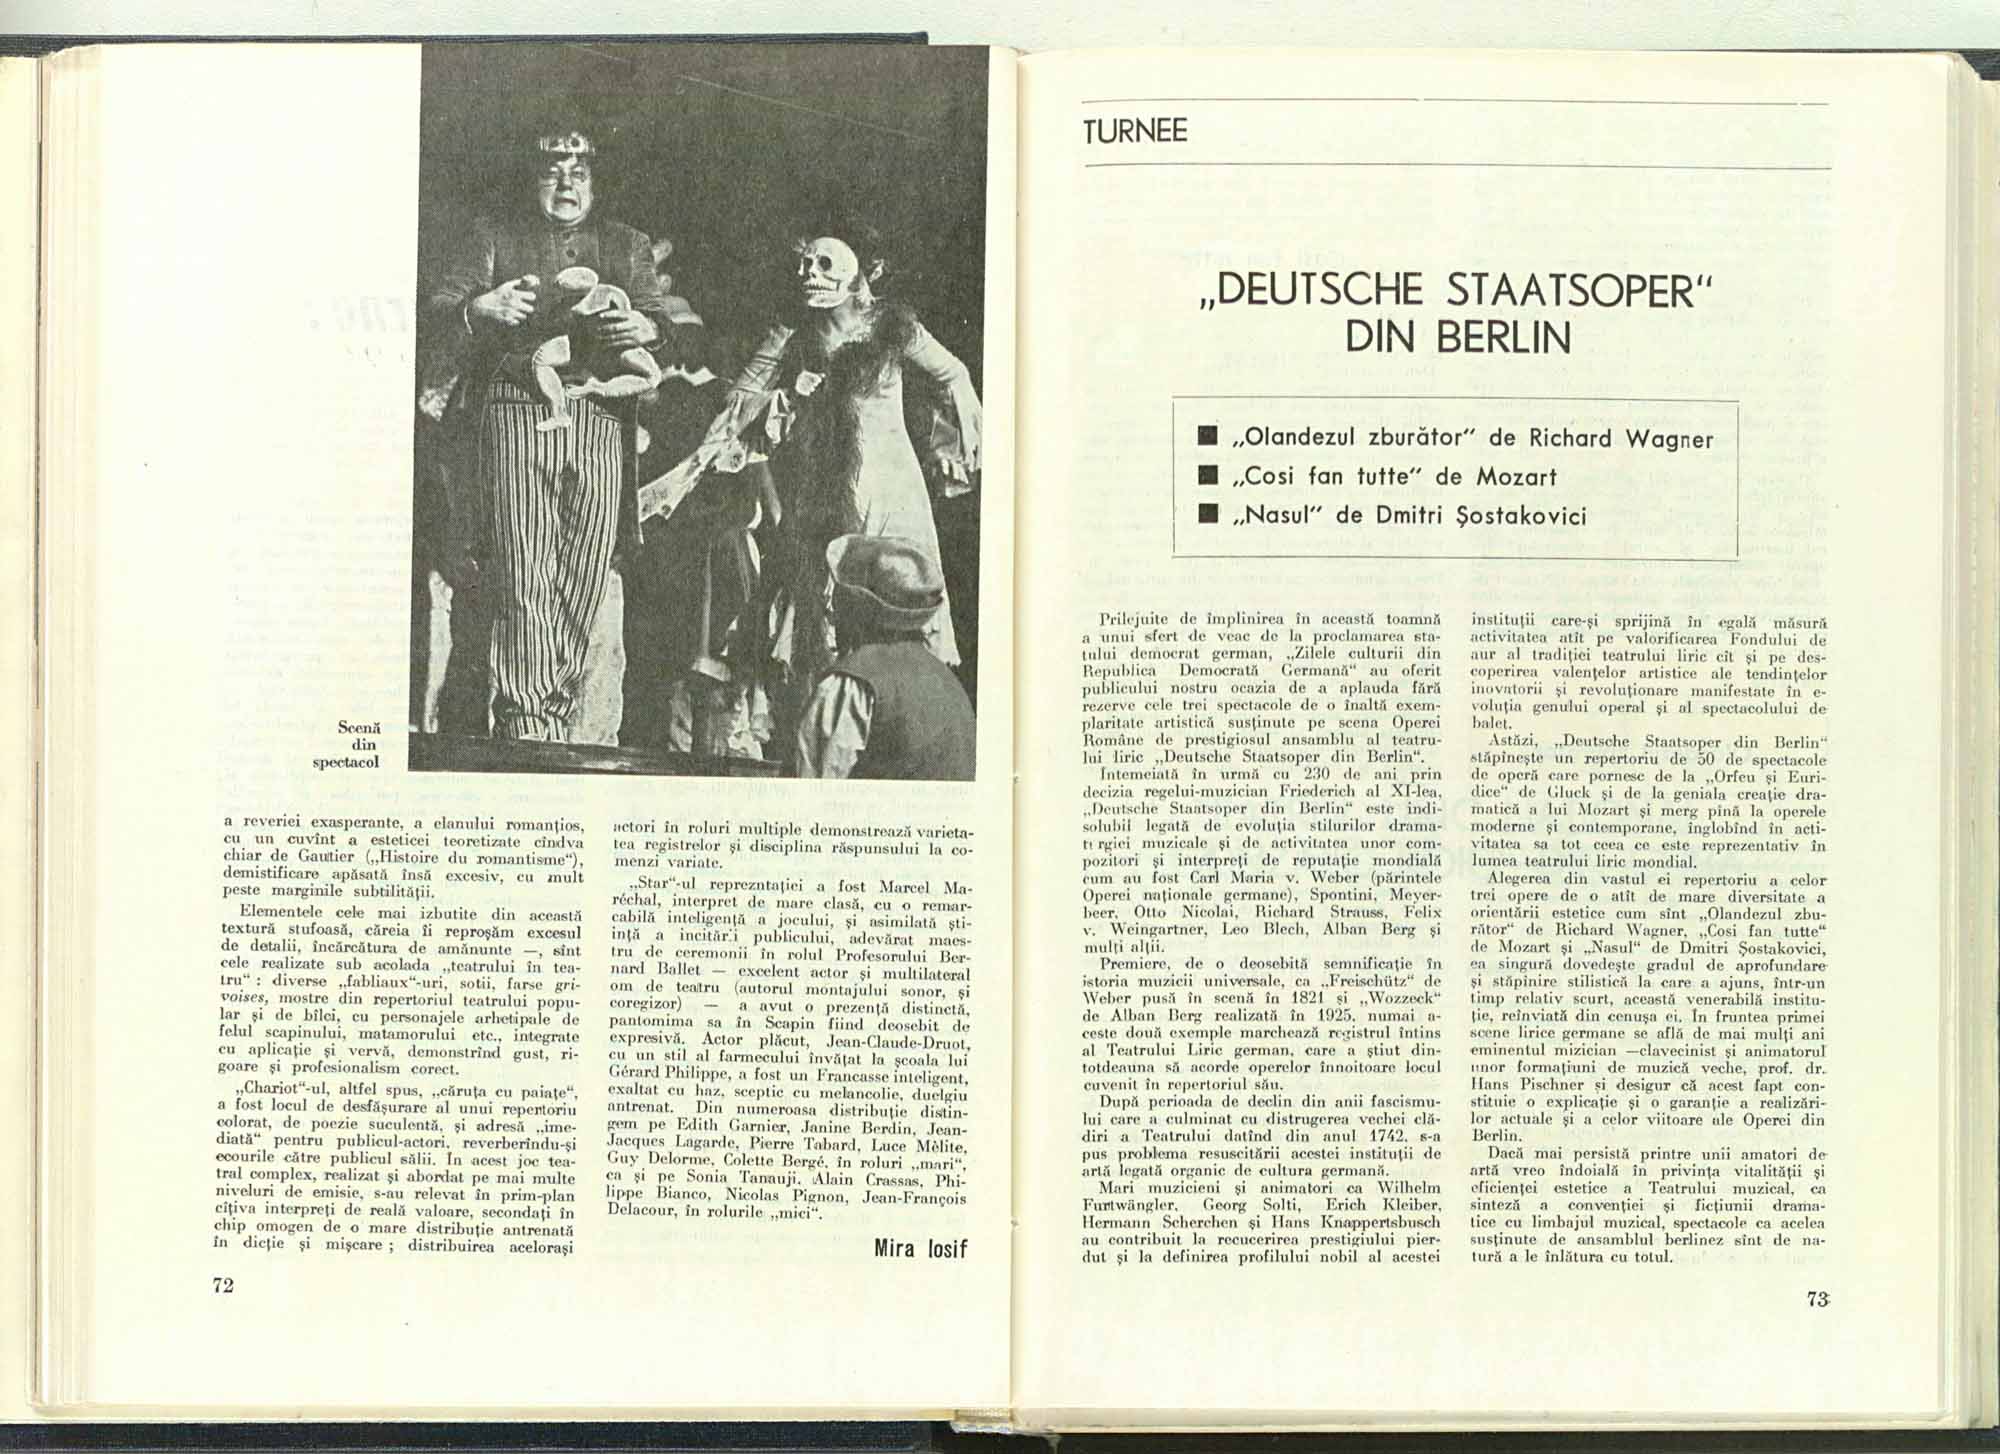 Scenă
din
spectacol
a reveriei exasperante, a elanului romanțios,
cu un cuvînt a esteticei teoretizate cîndva
chiar de Gautier („Histoire du romantisme“),
demistificare apăsată însă excesiv, cu mult
peste marginile subtilității.
Elementele cele mai izbutite din această
textură stufoasă, căreia îi reproșăm excesul
de detalii, încărcătura de amănunte —, sînt
cele realizate sub acolada „teatrului în tea-
tru“ : diverse „fabliaux“-uri, sotii, farse gri-
voises, mostre din repertoriul teatrului popu-
lar și de bîlci, cu personajele arhetipale de
felul scapinului, matamorului etc., integrate
cu aplicație și vervă, demonstrînd gust, ri-
goare și profesionalism corect.
„Chariot“-ul, altfel spus, „căruța cu paiațe“,
a fost locul de desfășurare al unui repertoriu
colorat, de poezie suculentă, și adresă „ime-
diată“ pentru publicul-actori, reverberîndu-și
ecourile către publicul sălii. In acest joc tea-
tral complex, realizat și abordat pe mai multe
niveluri de emisie, s-au relevat în prim-plan
cîțiva interpreți de reală valoare, secondați în
chip omogen de o mare distribuție antrenată
în dicție și mișcare ; distribuirea acelorași
actori în roluri multiple demonstrează varieta-
tea registrelor și disciplina răspunsului la co-
menzi variate.
„Star“-ul reprezntației a fost Marcel Ma-
réchal, interpret de mare clasă, cu o remar-
cabilă inteligență a jocului, și asimilată ști-
ință a incitării publicului, adevărat maes-
tru de ceremonii în rolul Profesorului Ber-
nard Ballet — excelent actor și multilateral
om de teatru (autorul montajului sonor, și
coregizor) — a avut o prezență distinctă,
pantomima sa în Scapin fiind deosebit de
expresivă. Actor plăcut, Jean-Claude-Druot,
cu un stil al farmecului învățat la școala lui
Gérard Philippe, a fost un Francasse inteligent,
exaltat cu haz, sceptic cu melancolie, duelgiu
antrenat. Din numeroasa distribuție distin-
gem pe Edith Garnier, Janine Berdin, Jean-
Jacques Lagarde, Pierre Tabard, Luce Mélite,
Guy Delorme, Colette Bergé, în roluri „mari“,
ca și pe Sonia Tanauji, Alain Crassas, Phi-
lippe Bianco, Nicolas Pignon, Jean-François
Delacour, în rolurile „mici“.
Mira Iosif
72
TURNEE
„DEUTSCHE STAATSOPER“
DIN BERLIN
■ „Olandezul zburător“ de Richard Wagner
■ „Cosi fan tutte“ de Mozart
■ „Nasul“ de Dmitri Șostakovici
Prilejuite de împlinirea în această toamnă
a unui sfert de veac de la proclamarea sta-
tului democrat german, „Zilele culturii din
Republica Democrată Germană“ au oferit
publicului nostru ocazia de a aplauda fără
rezerve cele trei spectacole de o înaltă exem-
plaritate artistică susținute pe scena Operei
Române de prestigiosul ansamblu al teatru-
lui liric „Deutsche Staatsoper din Berlin“.
Intemeiată în urmă cu 230 de ani prin
decizia regelui-muzician Friederich al XI-lea,
„Deutsche Staatsoper din Berlin“ este indi-
solubil legată de evoluția stilurilor drama-
turgiei muzicale și de activitatea unor com-
pozitori și interpreți de reputație mondială
cum au fost Carl Maria v. Weber (părintele
Operei naționale germane), Spontini, Meyer-
beer, Otto Nicolai, Richard Strauss, Felix
v. Weingartner, Leo Blech, Alban Berg și
mulți alții.
Premiere, de o deosebită semnificație în
istoria muzicii universale, ca „Freischütz“ de
Weber pusă în scenă în 1821 și „Wozzeck“
de Alban Berg realizată în 1925, numai a-
ceste două exemple marchează registrul întins
al Teatrului Liric german, care a știut din-
totdeauna să acorde operelor înnoitoare locul
cuvenit în repertoriul său.
După perioada de declin din anii fascismu-
lui care a culminat cu distrugerea vechei clă-
diri a Teatrului datînd din anul 1742, s-a
pus problema resuscitării acestei instituții de
artă legată organic de cultura germană.
Mari muzicieni și animatori ca Wilhelm
Furtwängler, Georg Solti, Erich Kleiber,
Hermann Scherchen și Hans Knappertsbusch
au contribuit la recucerirea prestigiului pier-
dut și la definirea profilului nobil al acestei
instituții care-și sprijină în egală măsură
activitatea atît pe valorificarea Fondului de
aur al tradiției teatrului liric cît și pe des-
coperirea valențelor artistice ale tendințelor
inovatorii și revoluționare manifestate în e-
voluția genului operal și al spectacolului de
balet.
Astăzi, „Deutsche Staatsoper din Berlin“
stăpînește un repertoriu de 50 de spectacole
de operă care pornesc de la „Orfeu și Euri-
dice“ de Gluck și de la geniala creație dra-
matică a lui Mozart și merg pînă la operele
moderne și contemporane, înglobînd în acti-
vitatea sa tot ceea ce este reprezentativ în
lumea teatrului liric mondial.
Alegerea din vastul ei repertoriu a celor
trei opere de o atît de mare diversitate a
orientării estetice cum sînt „Olandezul zbu-
rător“ de Richard Wagner, „Cosi fan tutte“
de Mozart și „Nasul“ de Dmitri Șostakovici,
ea singură dovedește gradul de aprofundare
și stăpinire stilistică la care a ajuns, într-un
timp relativ scurt, această venerabilă institu-
ție, reînviată din cenușa ei. In fruntea primei
scene lirice germane se află de mai mulți ani
eminentul mizician —clavecinist și animatorul
unor formațiuni de muzică veche, prof. dr.
Hans Pischner și desigur că acest fapt con-
stituie o explicație și o garanție a realizări-
lor actuale și a celor viitoare ale Operei din
Berlin.
Dacă mai persistă printre unii amatori de
artă vreo îndoială în privința vitalității și
eficienței estetice a Teatrului muzical, ca
sinteză a convenției și ficțiunii drama-
tice cu limbajul muzical, spectacole ca acelea
susținute de ansamblul berlinez sînt de na-
tură a le înlătura cu totul.
73